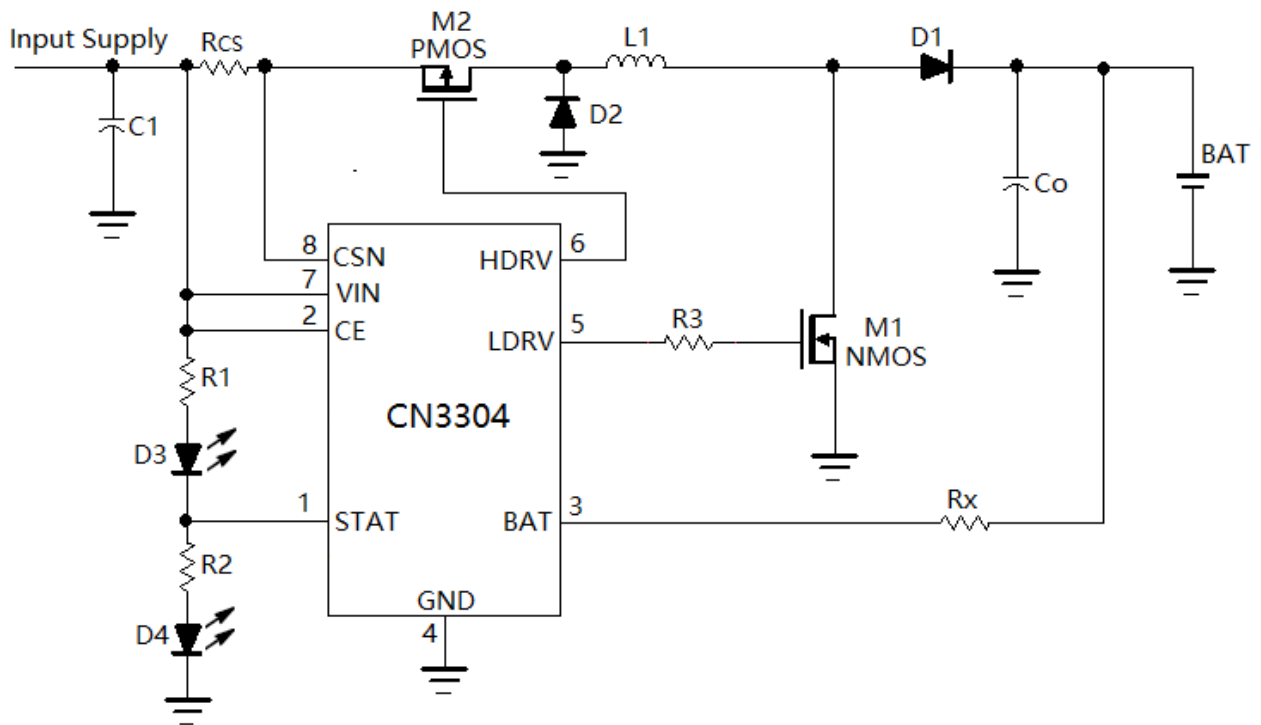 M2
PMOS
Input Supply
RCS
L1
D1
C1
D2
BAT
Co
8
CSN
HDRV
6
7
VIN
2
CE
LDRV
5
R3
M1
NMOS
R1
CN3304
D3
1
STAT
BAT
3
Rx
R2
GND
D4
4